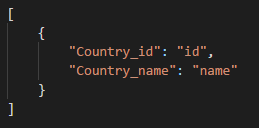 [
    {
        "Country_id": "id",
        "Country_name": "name"
    }
]